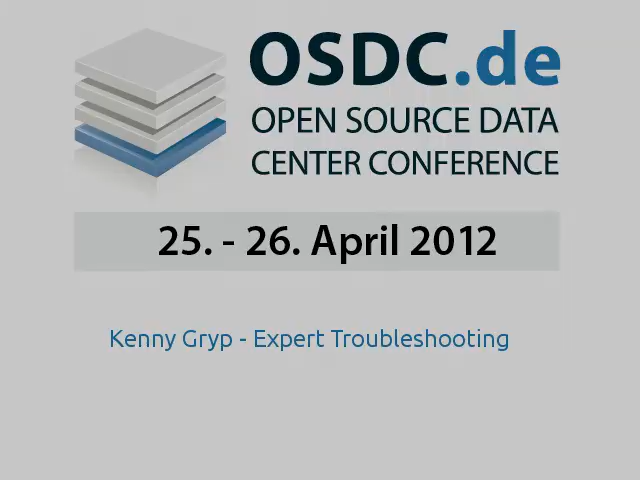 OSDC.de
OPEN SOURCE DATA
CENTER CONFERENCE
25. - 26. April 2012
Kenny Gryp - Expert Troubleshooting